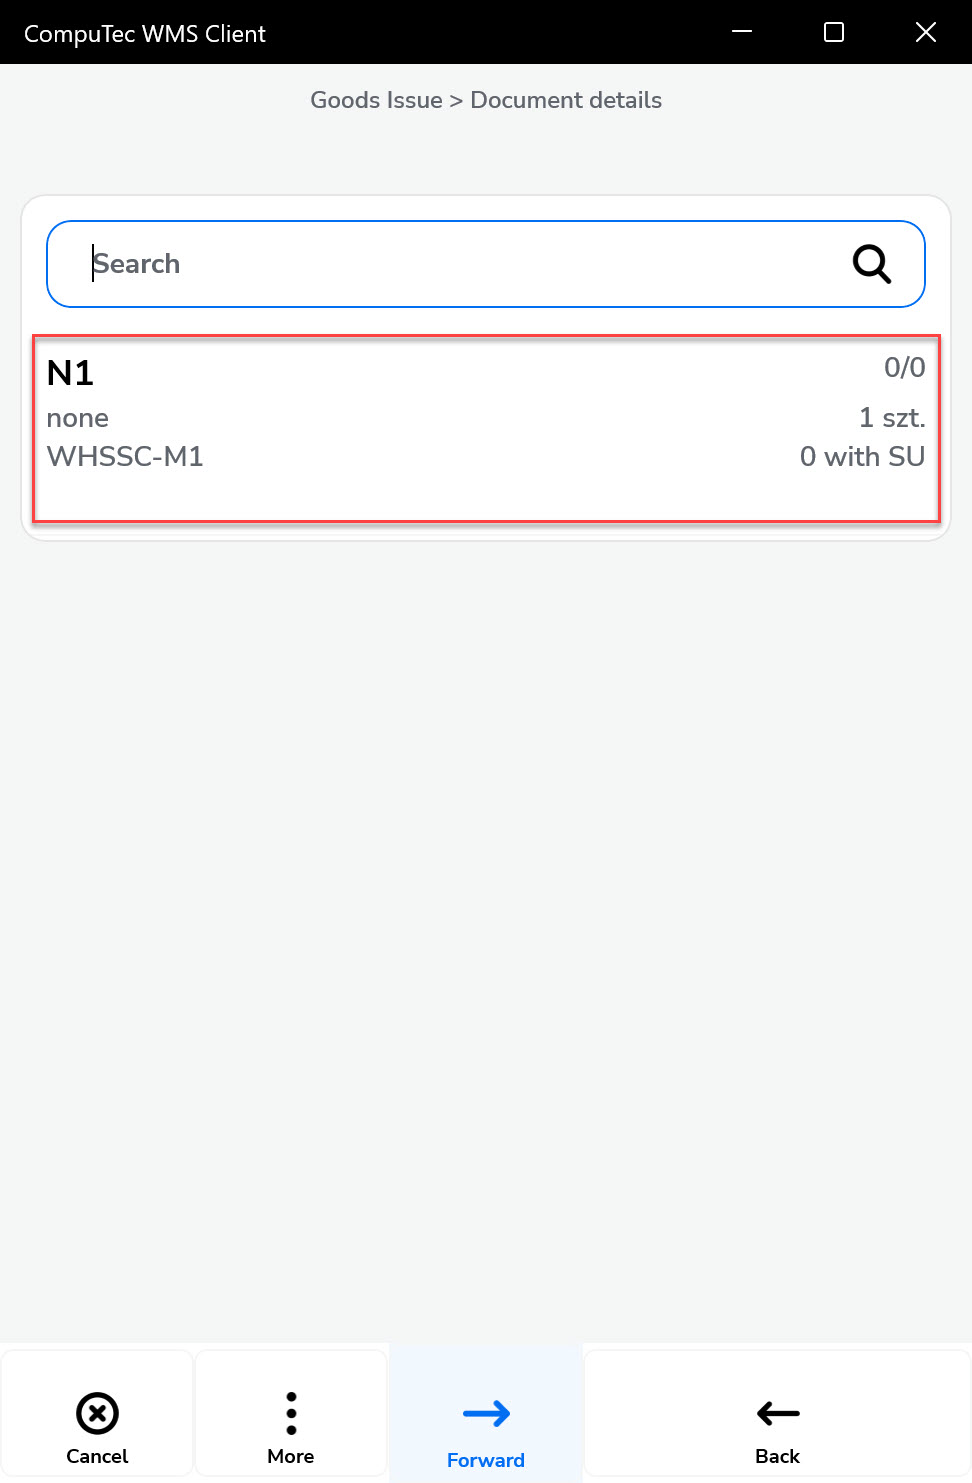 CompuTec WMS Client
Goods Issue > Document details
Search
N1 0/0
none 1 szt.
WHSSC-M1 0 with SU
Cancel More Forward Back